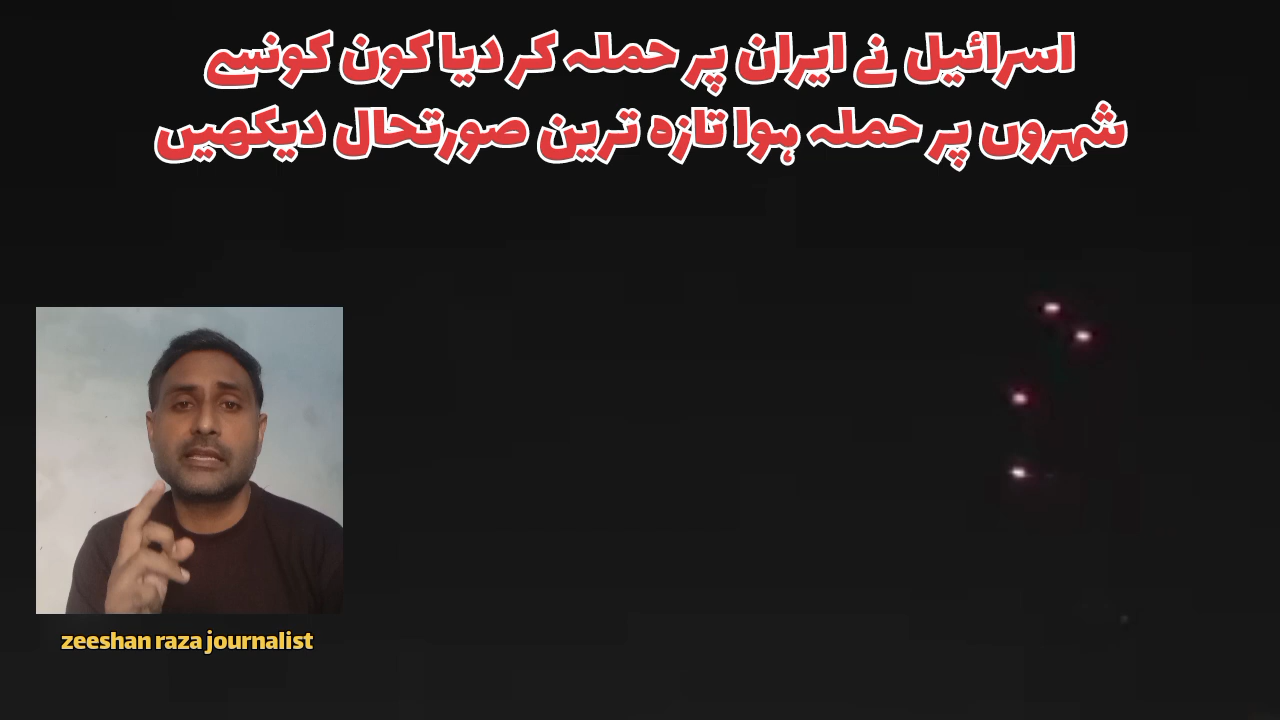 اسرائیل نے ایران پر حملہ کر دیا کون کونسے
شہروں پر حملہ ہوا تازہ ترین صورتحال دیکھیں
zeeshan raza journalist